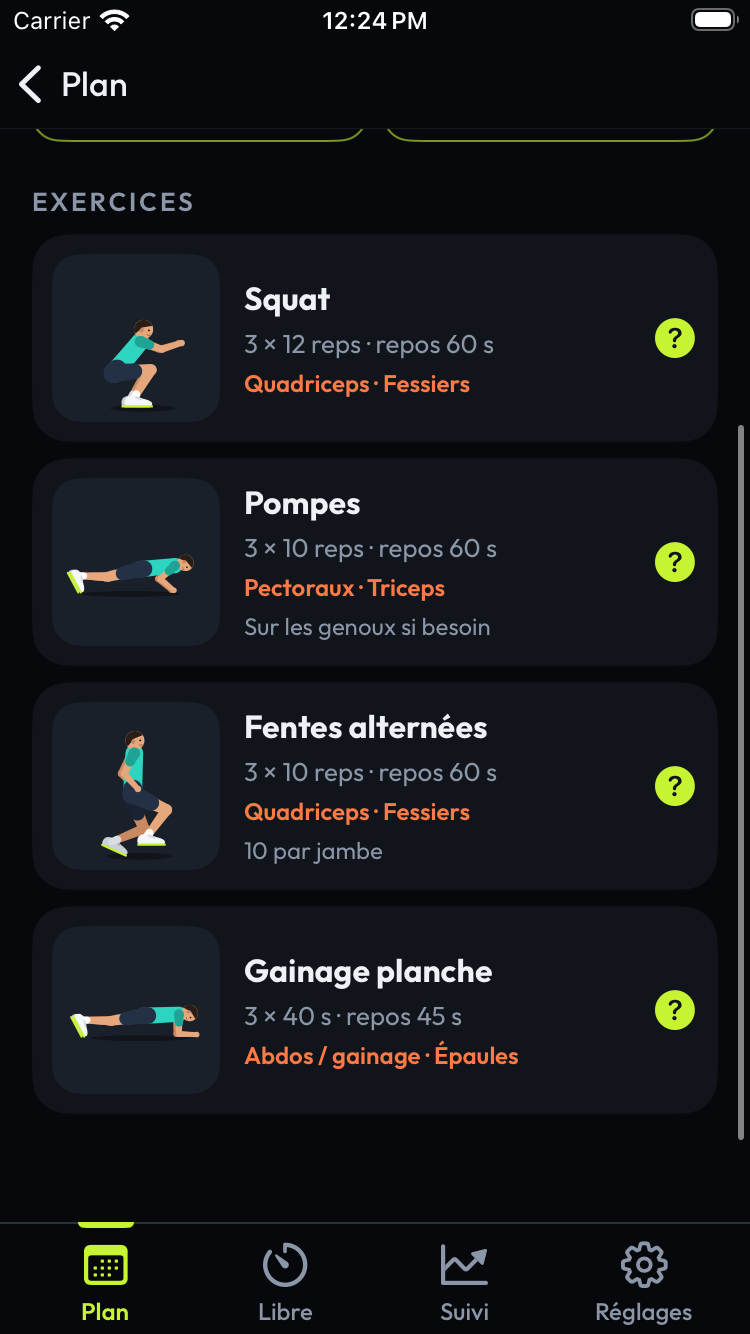 Carrier 12:24 PM
Plan
EXERCICES
Squat
3 × 12 reps · repos 60 s
Quadriceps · Fessiers
?
Pompes
3 × 10 reps · repos 60 s
Pectoraux · Triceps
Sur les genoux si besoin
?
Fentes alternées
3 × 10 reps · repos 60 s
Quadriceps · Fessiers
10 par jambe
?
Gainage planche
3 × 40 s · repos 45 s
Abdos / gainage · Épaules
?
Plan Libre Suivi Réglages